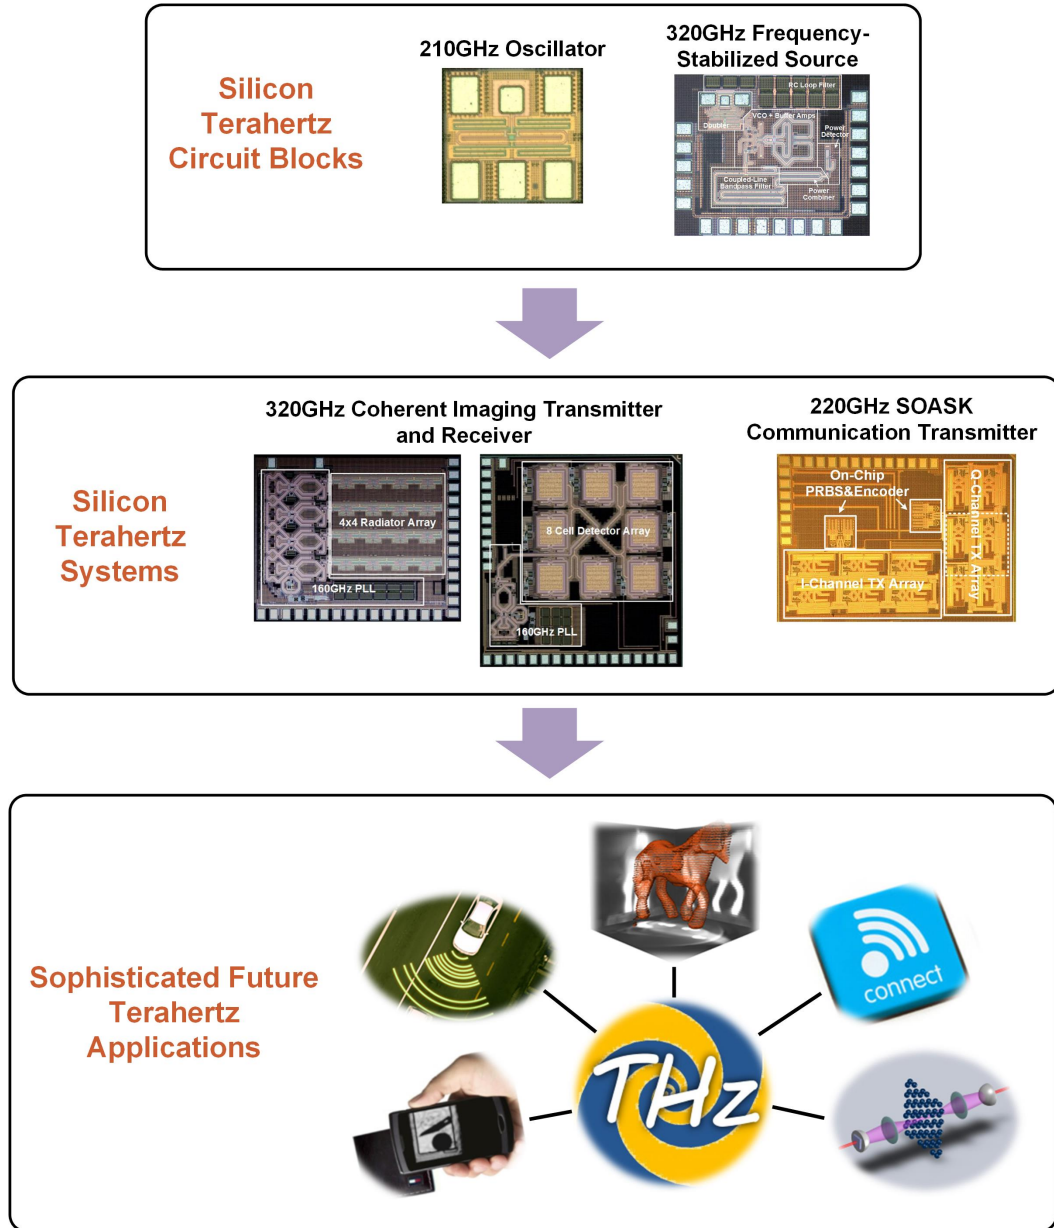 Silicon
Terahertz
Circuit Blocks
210GHz Oscillator
320GHz Frequency-
Stabilized Source
RC Loop Filter
VCO + Buffer Amps
Doubler
Power
Detector
Coupled-Line
Bandpass Filter
Power
Combiner
Silicon
Terahertz
Systems
320GHz Coherent Imaging Transmitter
and Receiver
4x4 Radiator Array
160GHz PLL
8 Cell Detector Array
160GHz PLL
220GHz SOASK
Communication Transmitter
On-Chip
PRBS&Encoder
Q-Channel TX Array
I-Channel TX Array
Sophisticated Future
Terahertz
Applications
connect
THz